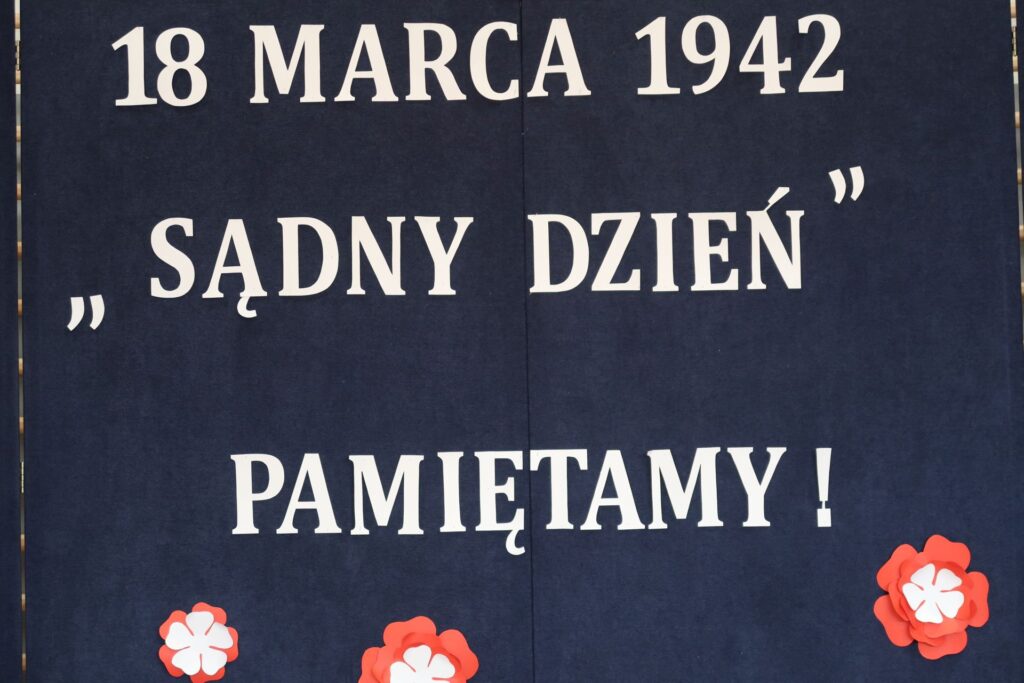 18 MARCA 1942
„SĄDNY DZIEŃ”
PAMIĘTAMY!